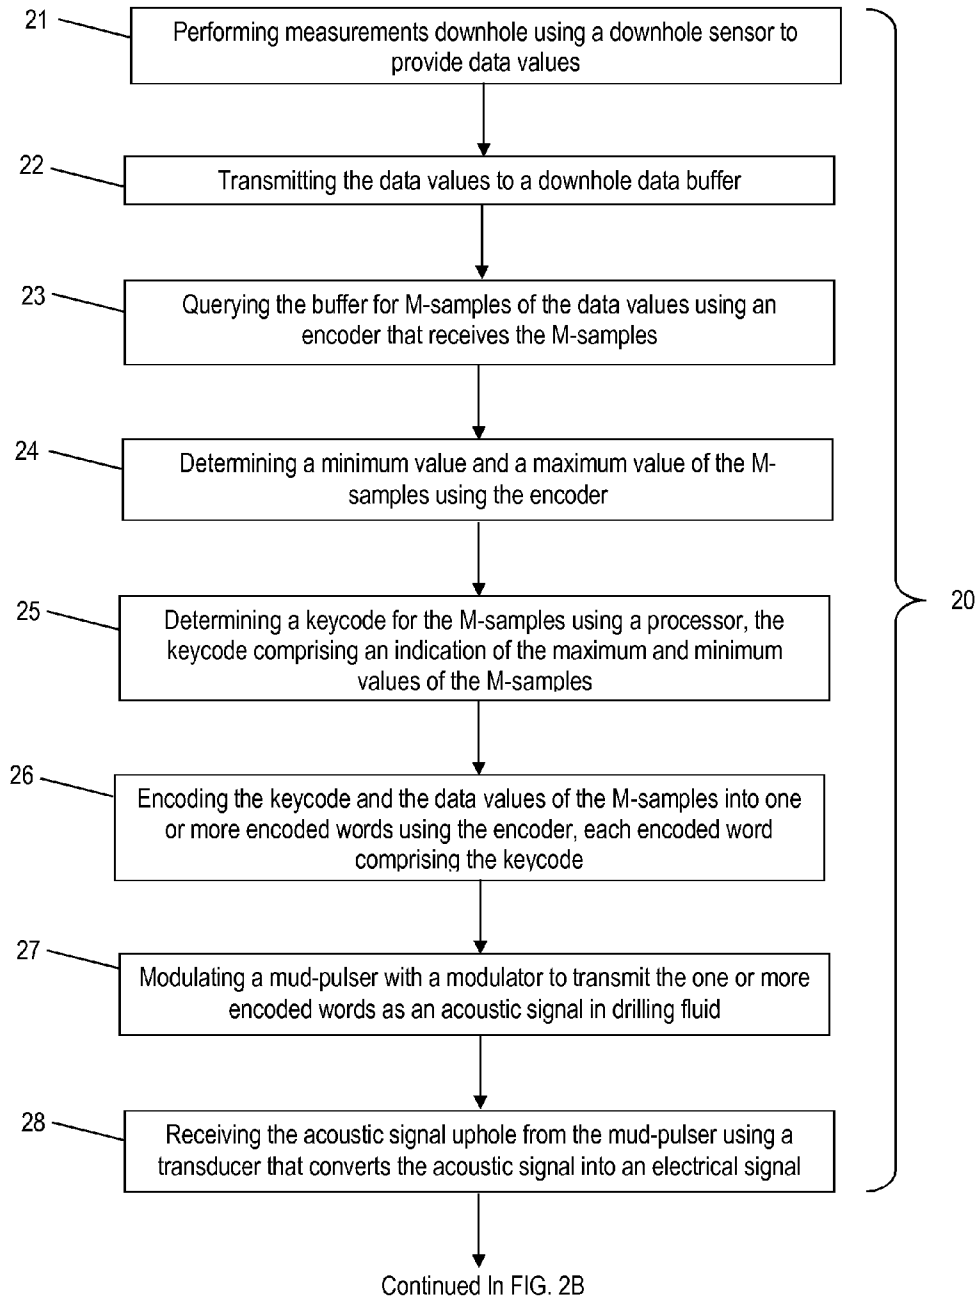 21
Performing measurements downhole using a downhole sensor to
provide data values
22
Transmitting the data values to a downhole data buffer
23
Querying the buffer for M-samples of the data values using an
encoder that receives the M-samples
24
Determining a minimum value and a maximum value of the M-
samples using the encoder
25
Determining a keycode for the M-samples using a processor, the
keycode comprising an indication of the maximum and minimum
values of the M-samples
20
26
Encoding the keycode and the data values of the M-samples into one
or more encoded words using the encoder, each encoded word
comprising the keycode
27
Modulating a mud-pulser with a modulator to transmit the one or more
encoded words as an acoustic signal in drilling fluid
28
Receiving the acoustic signal uphole from the mud-pulser using a
transducer that converts the acoustic signal into an electrical signal
Continued In FIG. 2B